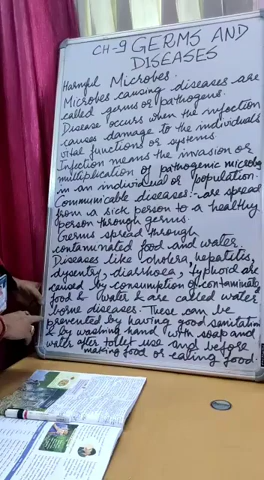 CH-9 GERMS AND
DISEASES
Harmful Microbes.
Microbes causing diseases are
called germs or pathogens.
Disease occurs when the infection
causes damage to the individuals
vital functions or systems.
Infection means the invasion or
multiplication of pathogenic microbes
in an individual or population.
Communicable diseases:- are spread
from a sick person to a healthy
person through germs.
Germs spread through
contaminated food and water.
Diseases like cholera, hepatitis,
dysentry, diarrhoea, typhoid are
caused by consumption of contaminated
food & water & are called water
borne diseases. These can be
prevented by having good sanitation
& by washing hand with soap and
water after toilet use and before
making food or eating food.